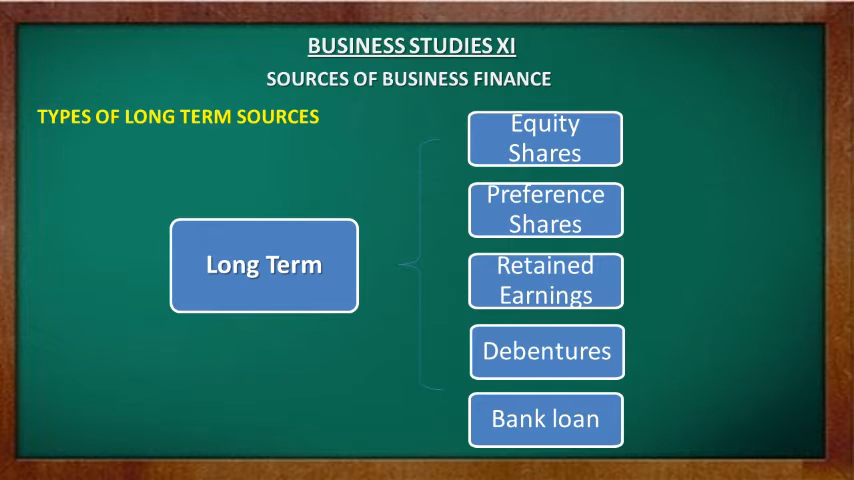 BUSINESS STUDIES XI
SOURCES OF BUSINESS FINANCE
TYPES OF LONG TERM SOURCES
Long Term
Equity
Shares
Preference
Shares
Retained
Earnings
Debentures
Bank loan